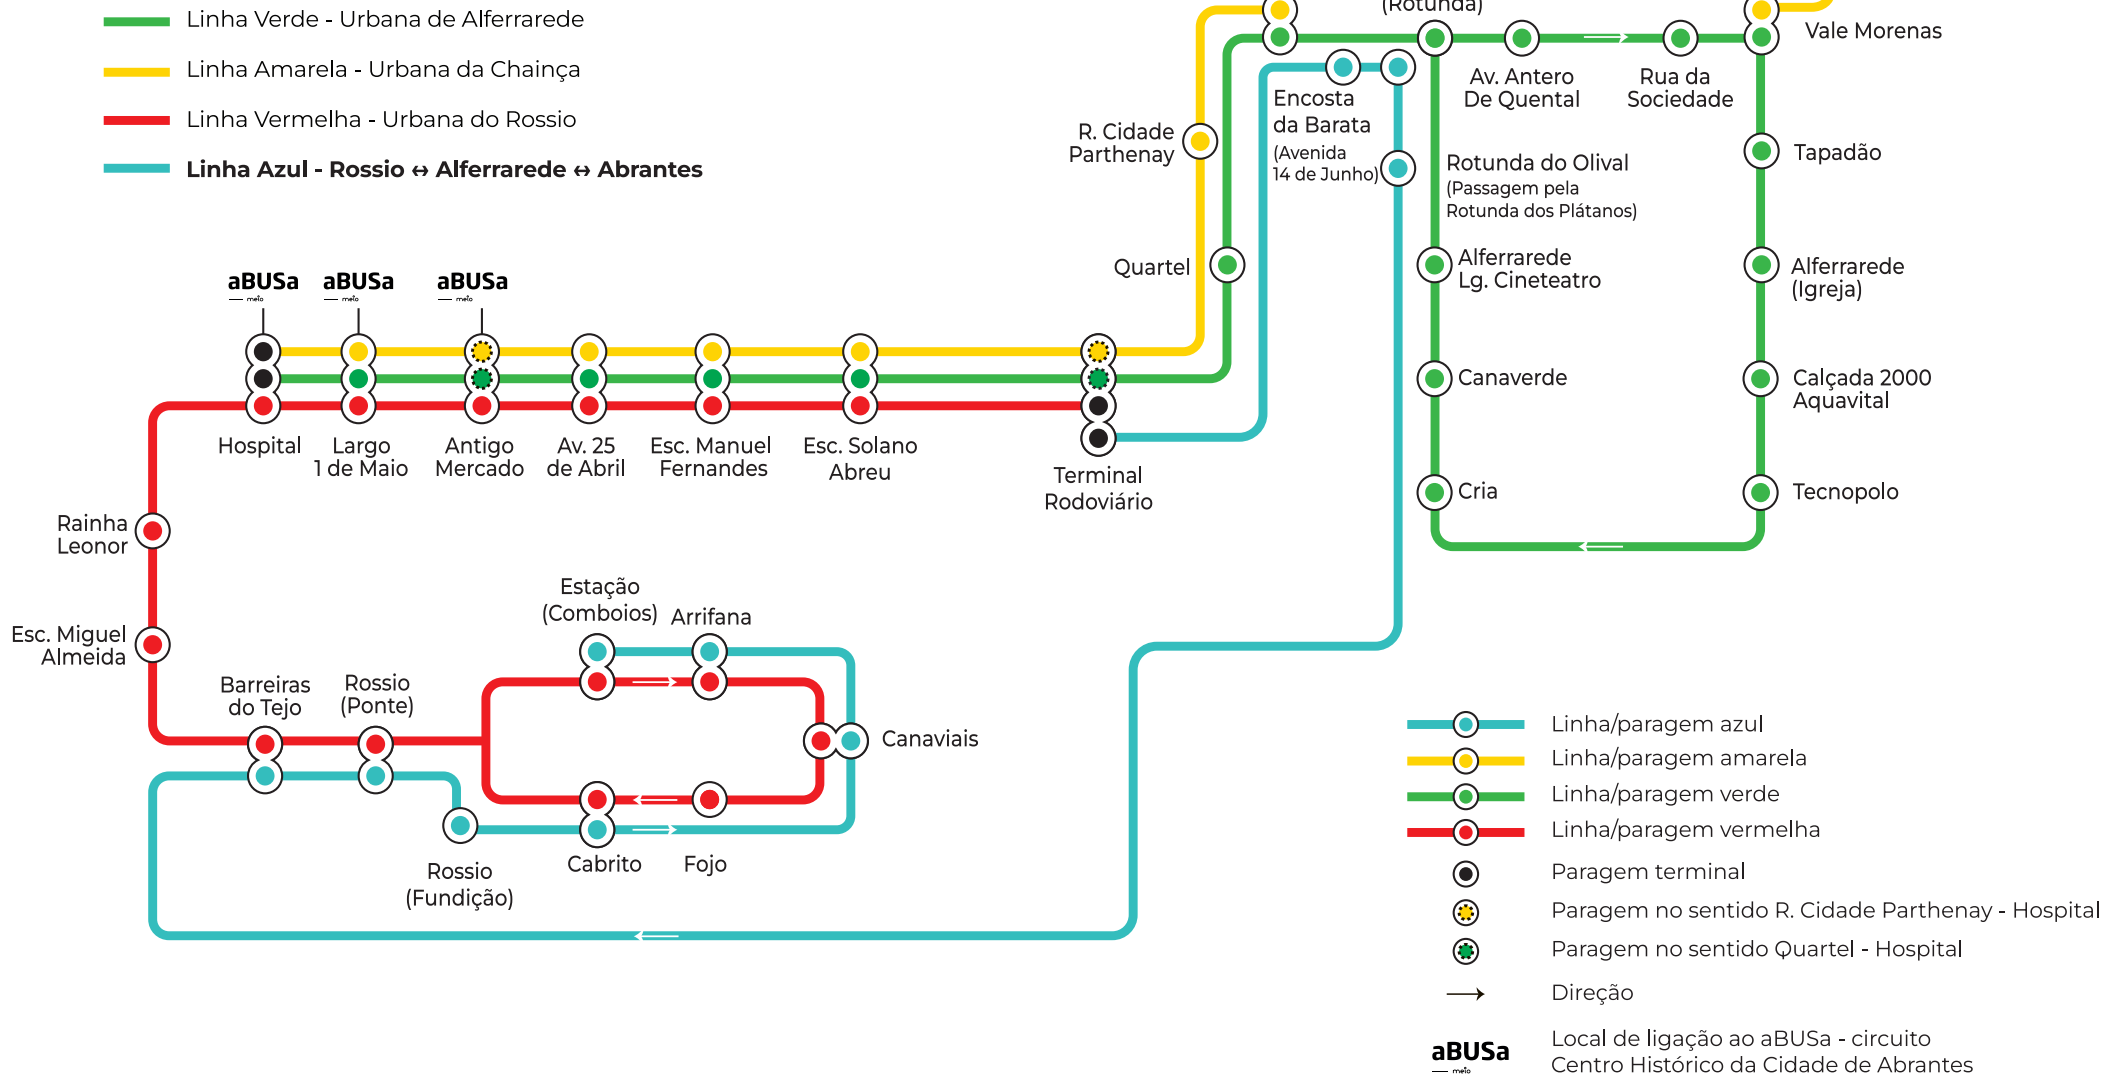 Linha Verde - Urbana de Alferrarede
Linha Amarela - Urbana da Chainça
Linha Vermelha - Urbana do Rossio
Linha Azul - Rossio ↔ Alferrarede ↔ Abrantes
(Rotunda)
Vale Morenas
Av. Antero
De Quental
Rua da
Sociedade
Encosta
da Barata
(Avenida
14 de Junho)
R. Cidade
Parthenay
Tapadão
Rotunda do Olival
(Passagem pela
Rotunda dos Plátanos)
Quartel
Alferrarede
Lg. Cineteatro
Alferrarede
(Igreja)
aBUSa
meio
aBUSa
meio
aBUSa
meio
Canaverde
Calçada 2000
Aquavital
Hospital
Largo
1 de Maio
Antigo
Mercado
Av. 25
de Abril
Esc. Manuel
Fernandes
Esc. Solano
Abreu
Terminal
Rodoviário
Cria
Tecnopolo
Rainha
Leonor
Esc. Miguel
Almeida
Estação
(Comboios)
Arrifana
Barreiras
do Tejo
Rossio
(Ponte)
Canaviais
Rossio
(Fundição)
Cabrito
Fojo
Linha/paragem azul
Linha/paragem amarela
Linha/paragem verde
Linha/paragem vermelha
Paragem terminal
Paragem no sentido R. Cidade Parthenay - Hospital
Paragem no sentido Quartel - Hospital
Direção
aBUSa
meio
Local de ligação ao aBUSa - circuito
Centro Histórico da Cidade de Abrantes